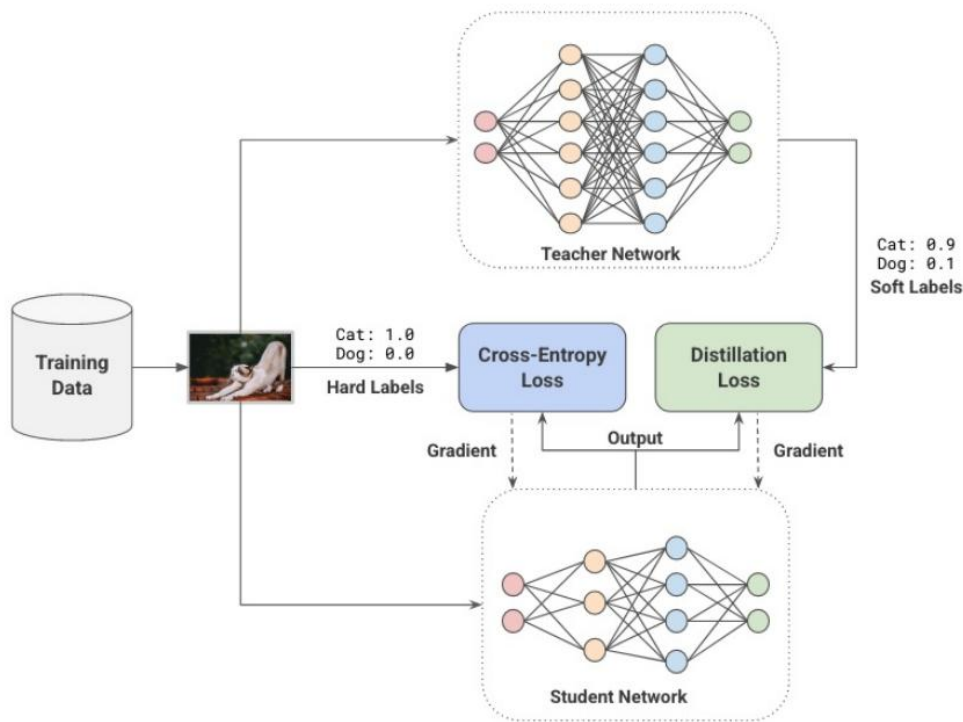 Teacher Network
Cat: 0.9
Dog: 0.1
Soft Labels
Training
Data
Cat: 1.0
Dog: 0.0
Hard Labels
Cross-Entropy
Loss
Distillation
Loss
Gradient
Output
Gradient
Student Network